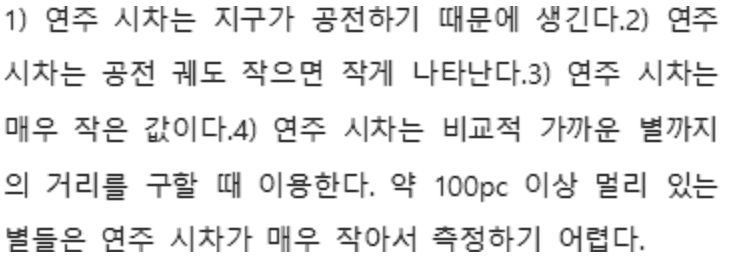 1) 연주 시차는 지구가 공전하기 때문에 생긴다.2) 연주
시차는 공전 궤도 작으면 작게 나타난다.3) 연주 시차는
매우 작은 값이다.4) 연주 시차는 비교적 가까운 별까지
의 거리를 구할 때 이용한다. 약 100pc 이상 멀리 있는
별들은 연주 시차가 매우 작아서 측정하기 어렵다.